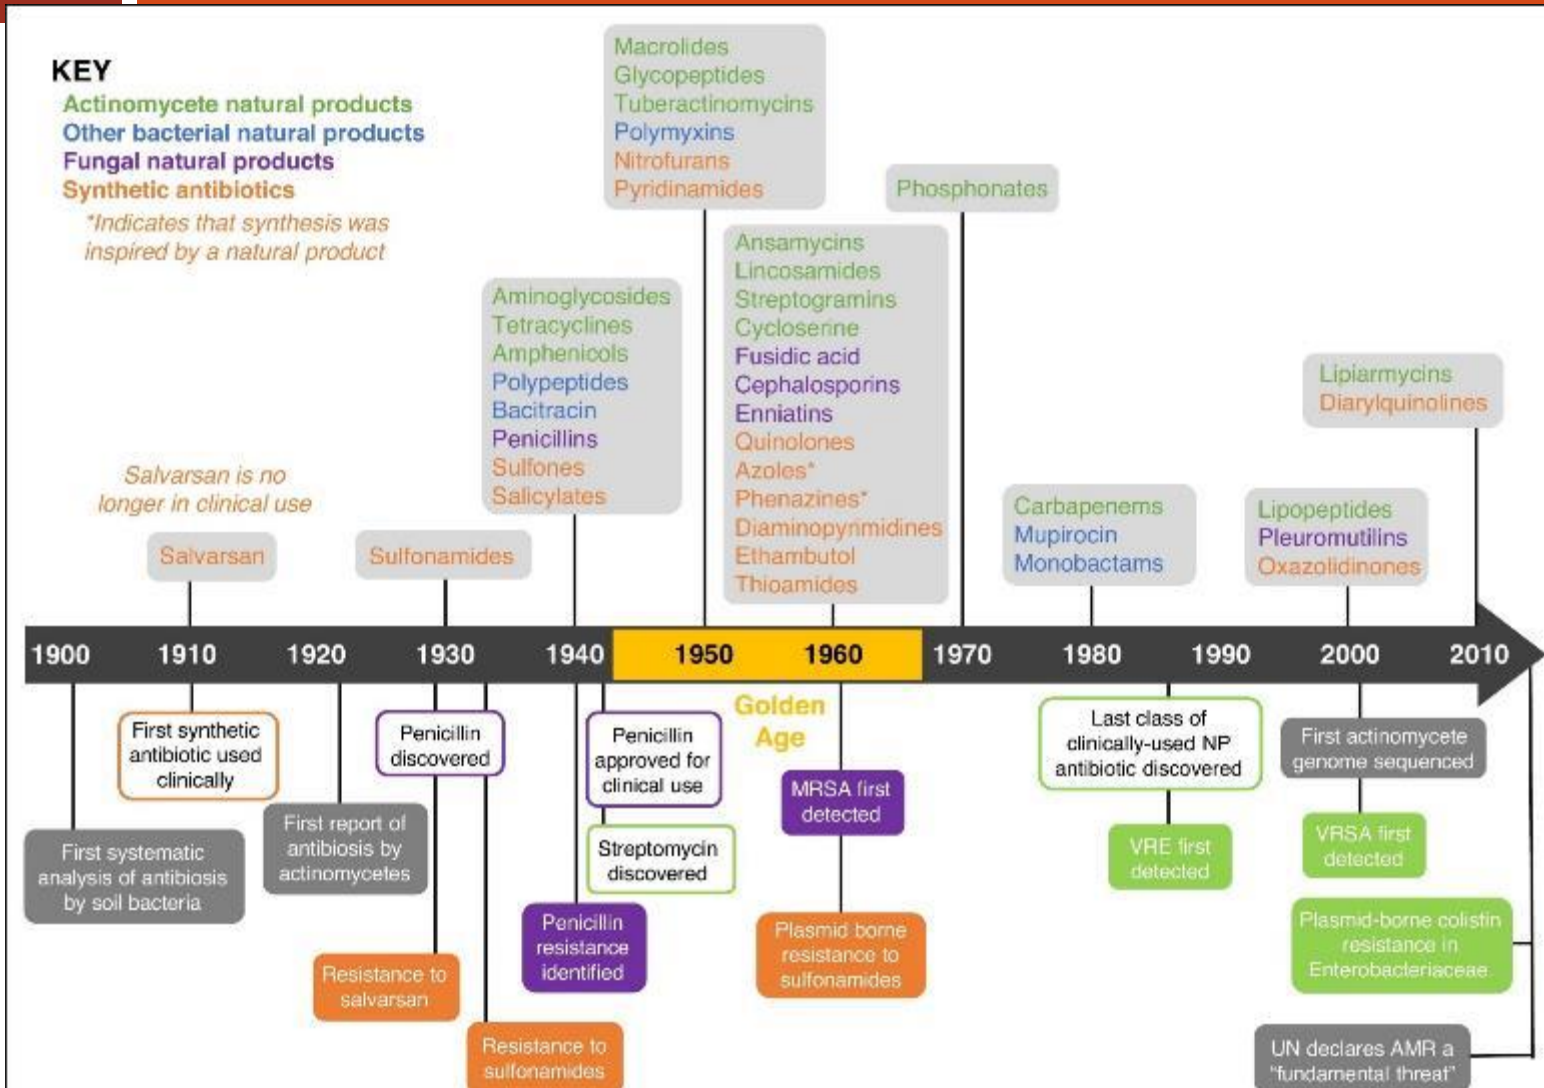 KEY
Actinomycete natural products
Other bacterial natural products
Fungal natural products
Synthetic antibiotics
*Indicates that synthesis was
inspired by a natural product
Salvarsan is no
longer in clinical use
Salvarsan
Sulfonamides
Aminoglycosides
Tetracyclines
Amphenicols
Polypeptides
Bacitracin
Penicillins
Sulfones
Salicylates
Macrolides
Glycopeptides
Tuberactinomycins
Polymyxins
Nitrofurans
Pyridinamides
Ansamycins
Lincosamides
Streptogramins
Cycloserine
Fusidic acid
Cephalosporins
Enniatins
Quinolones
Azoles*
Phenazines*
Diaminopyrimidines
Ethambutol
Thioamides
Phosphonates
Carbapenems
Mupirocin
Monobactams
Lipopeptides
Pleuromutilins
Oxazolidinones
Lipiarmycins
Diarylquinolines
1900 1910 1920 1930 1940 1950 1960 1970 1980 1990 2000 2010
Golden
Age
First systematic
analysis of antibiosis
by soil bacteria
First synthetic
antibiotic used
clinically
First report of
antibiosis by
actinomycetes
Penicillin
discovered
Resistance to
salvarsan
Resistance to
sulfonamides
Penicillin
resistance
identified
Penicillin
approved for
clinical use
Streptomycin
discovered
MRSA first
detected
Plasmid borne
resistance to
sulfonamides
Last class of
clinically-used NP
antibiotic discovered
VRE first
detected
First actinomycete
genome sequenced
VRSA first
detected
Plasmid-borne colistin
resistance in
Enterobacteriaceae
UN declares AMR a
"fundamental threat"